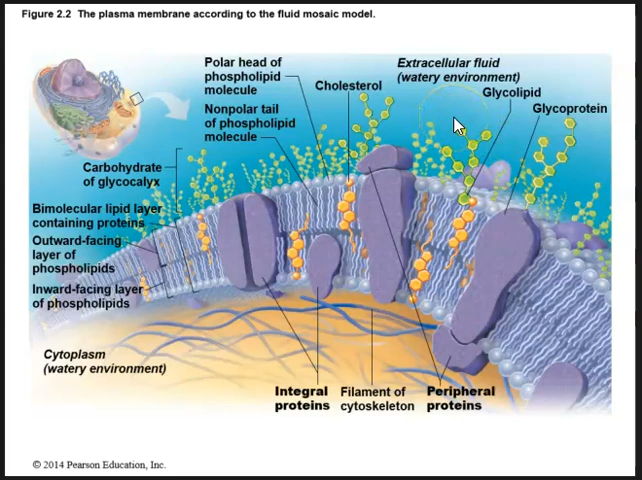 Figure 2.2 The plasma membrane according to the fluid mosaic model.
Polar head of
phospholipid
molecule
Nonpolar tail
of phospholipid
molecule
Cholesterol
Extracellular fluid
(watery environment)
Glycolipid
Glycoprotein
Carbohydrate
of glycocalyx
Bimolecular lipid layer
containing proteins
Outward-facing
layer of
phospholipids
Inward-facing layer
of phospholipids
Cytoplasm
(watery environment)
Integral
proteins
Filament of
cytoskeleton
Peripheral
proteins
© 2014 Pearson Education, Inc.